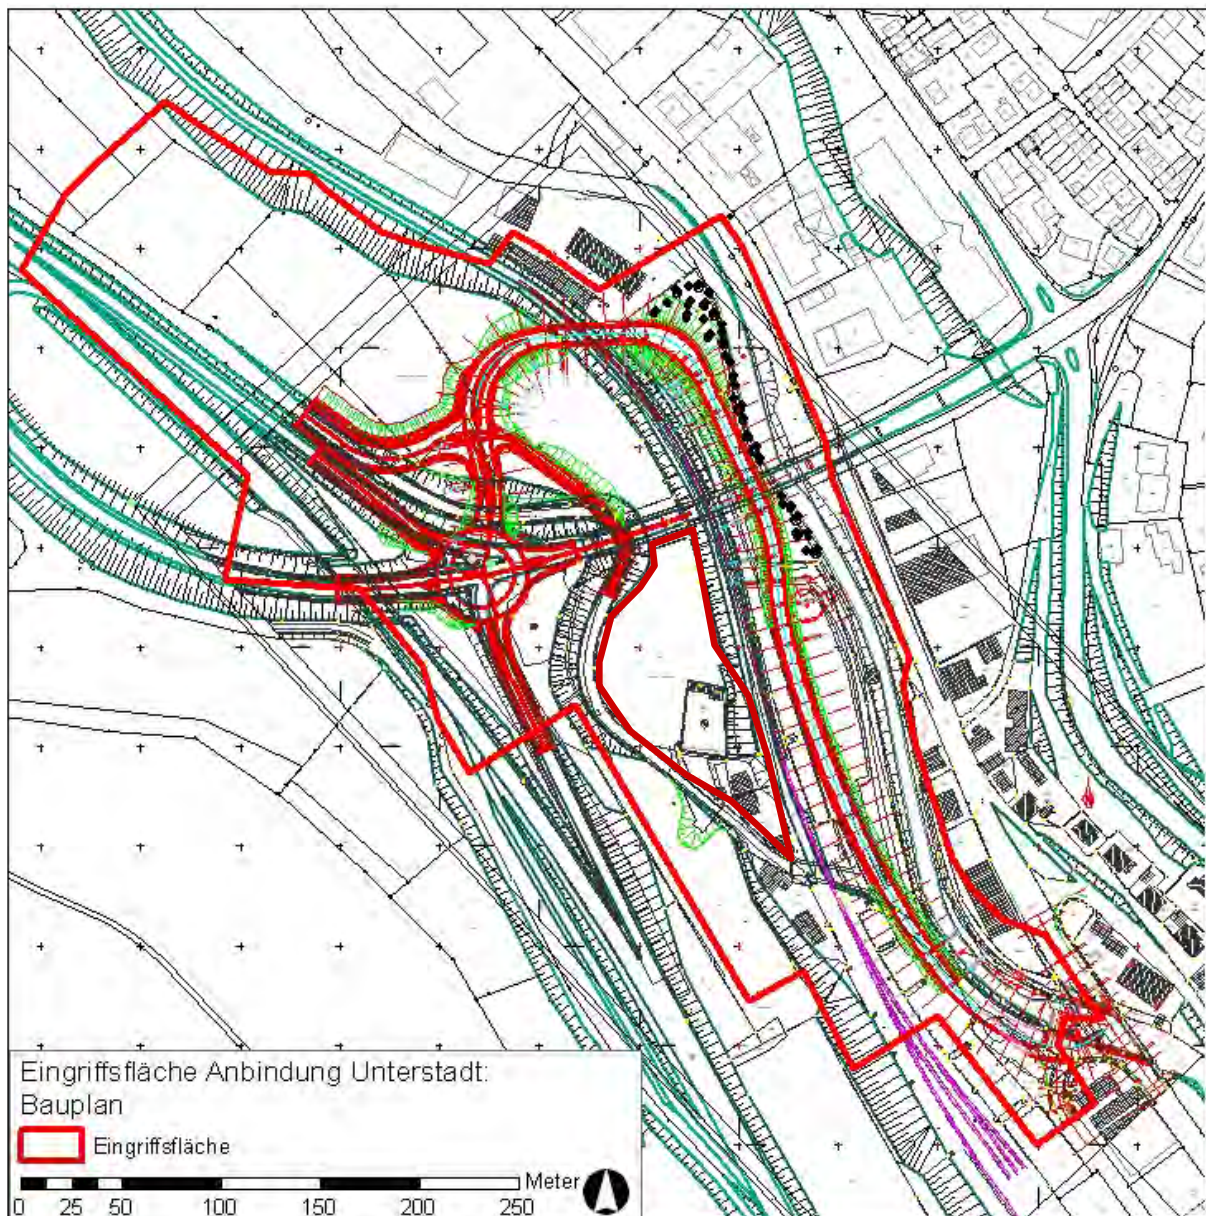 Eingriffsfläche Anbindung Unterstadt:
Bauplan
Eingriffsfläche
Meter
0 25 50 100 150 200 250